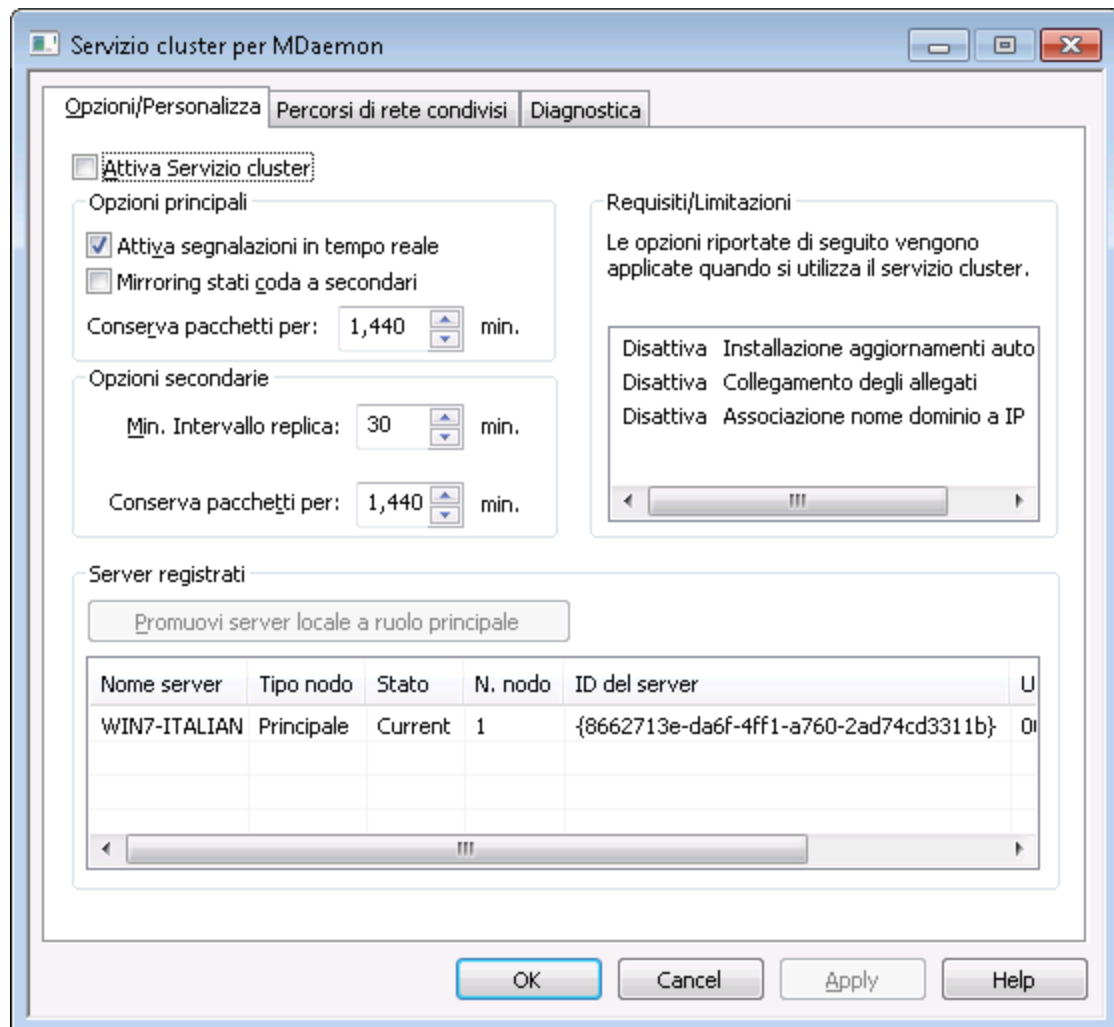 Servizio cluster per MDaemon
Opzioni/Personalizza Percorsi di rete condivisi Diagnostica
Attiva Servizio cluster
Opzioni principali
Attiva segnalazioni in tempo reale
Mirroring stati coda a secondari
Conserva pacchetti per: 1,440 min.
Opzioni secondarie
Min. Intervallo replica: 30 min.
Conserva pacchetti per: 1,440 min.
Requisiti/Limitazioni
Le opzioni riportate di seguito vengono
applicate quando si utilizza il servizio cluster.
Disattiva Installazione aggiornamenti auto
Disattiva Collegamento degli allegati
Disattiva Associazione nome dominio a IP
Server registrati
Promuovi server locale a ruolo principale
Nome server Tipo nodo Stato N. nodo ID del server U
WIN7-ITALIAN Principale Current 1 {8662713e-da6f-4ff1-a760-2ad74cd3311b}
OK Cancel Apply Help